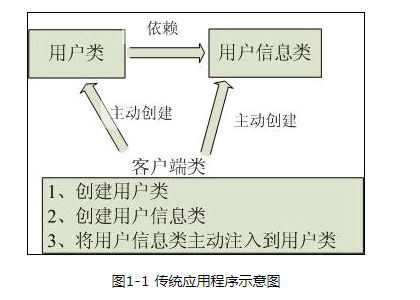 依赖
用户类
用户信息类
主动创建
主动创建
客户端类
1、创建用户类
2、创建用户信息类
3、将用户信息类主动注入到用户类
图1-1 传统应用程序示意图